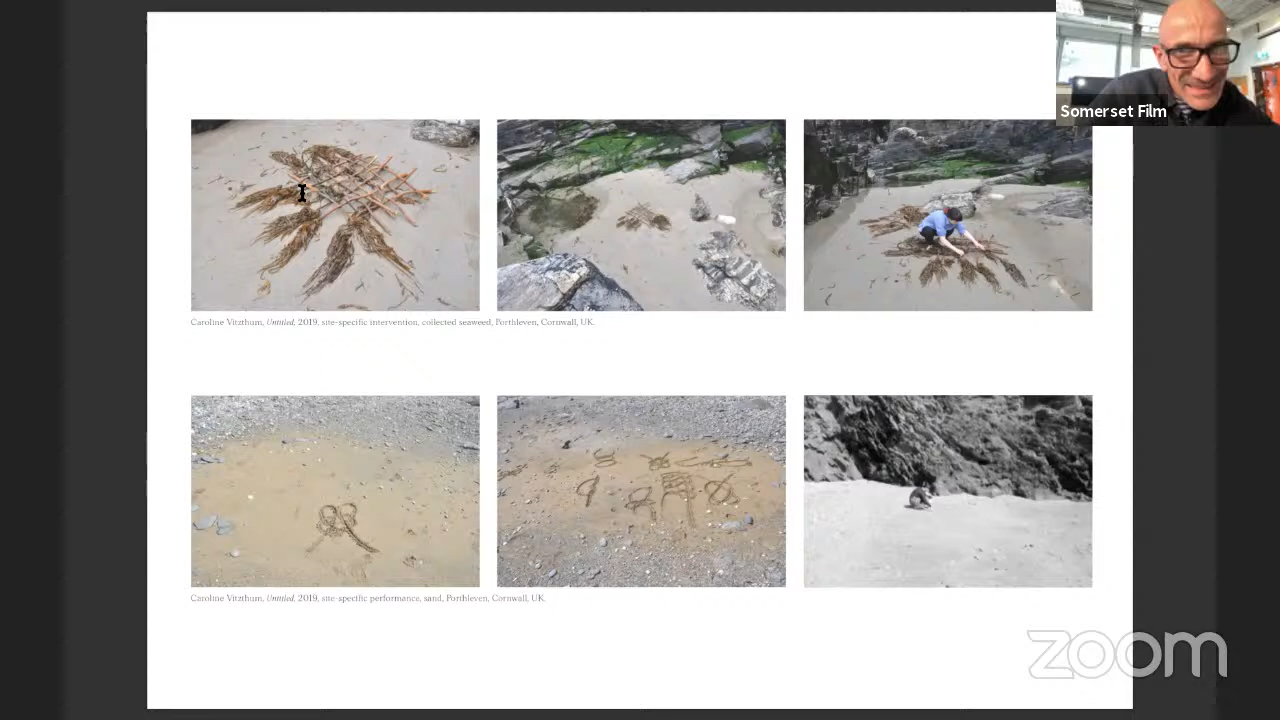 Somerset Film
Caroline Vitzthum, Untitled, 2019, site-specific intervention, collected seaweed, Porthleven, Cornwall, UK.
Caroline Vitzthum, Untitled, 2019, site-specific performance, sand, Porthleven, Cornwall, UK.
zoom